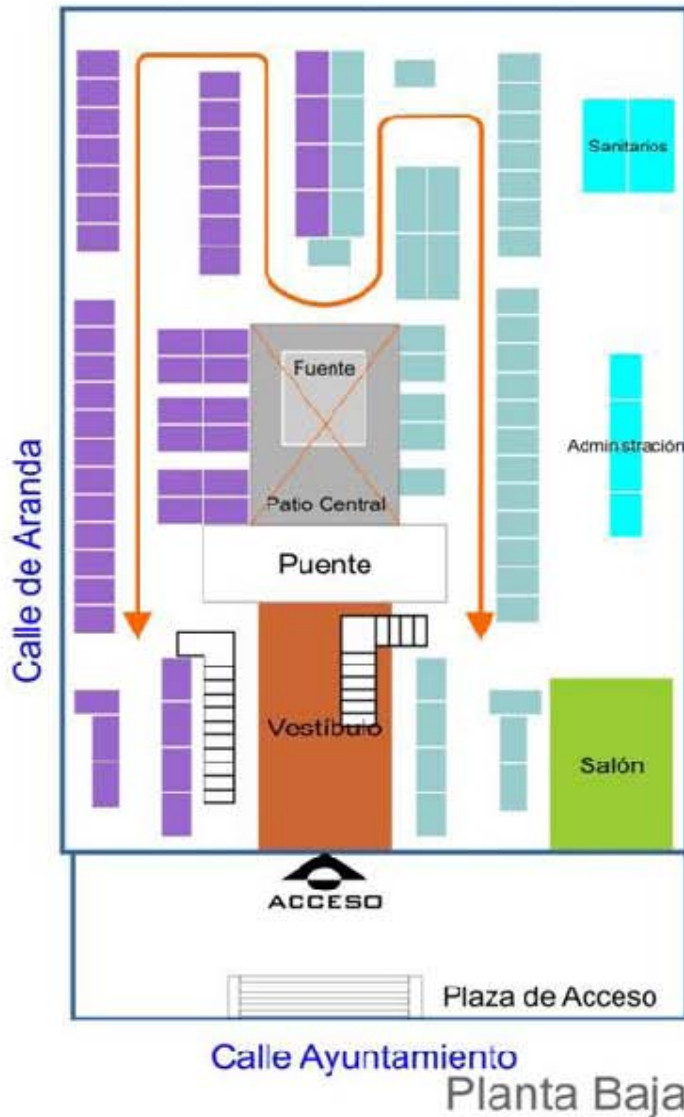 Sanitarios
Fuente
Adminstración
Patio Central
Puente
Calle de Aranda
Vestíbulo
Salón
ACCESO
Plaza de Acceso
Calle Ayuntamiento
Planta Baja